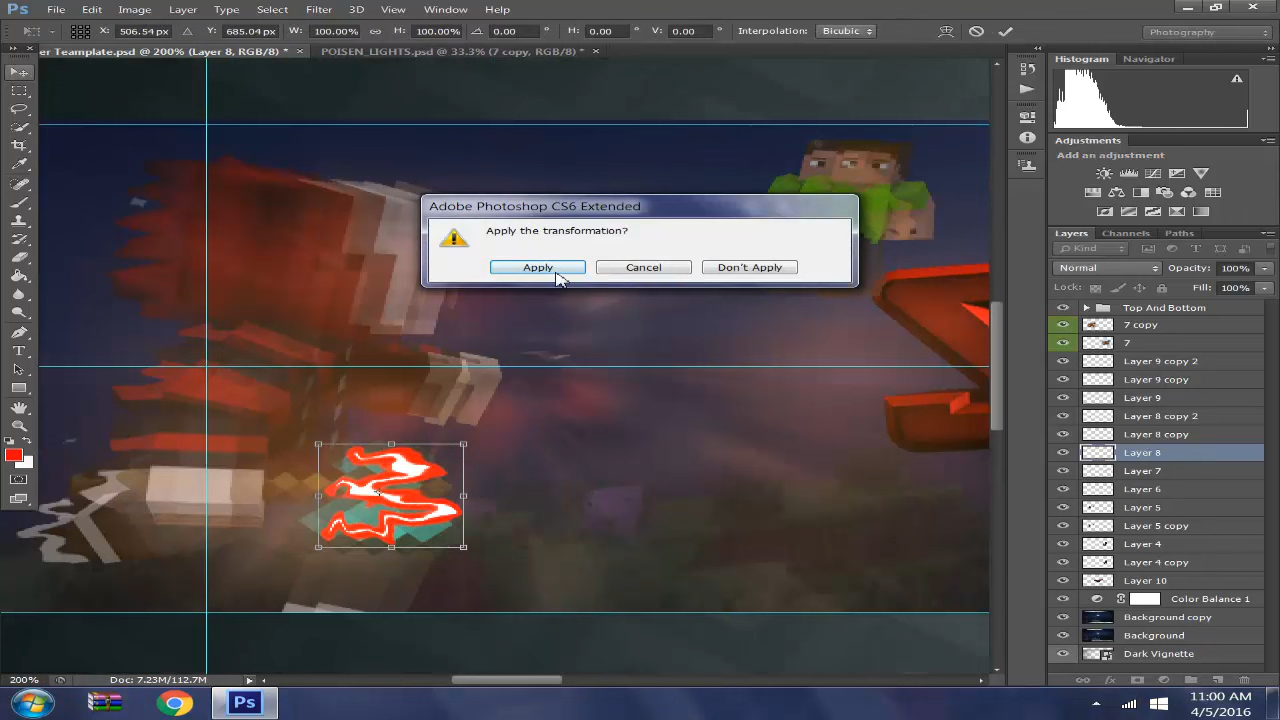 Ps File Edit Image Layer Type Select Filter 3D View Window Help
X: 506.54 px Y: 685.04 px W: 100.00% H: 100.00% 0.00 H: 0.00 V: 0.00 Interpolation: Bicubic Photography
er Teamplate.psd @ 200% (Layer 8, RGB/8) * × POISEN_LIGHTS.psd @ 33.3% (7 copy, RGB/8) * ×
Histogram Navigator
Adjustments
Add an adjustment
Adobe Photoshop CS6 Extended
Apply the transformation?
Apply Cancel Don't Apply
Layers Channels Paths
Kind
Normal Opacity: 100%
Lock: Fill: 100%
Top And Bottom
7 copy
7
Layer 9 copy 2
Layer 9 copy
Layer 9
Layer 8 copy 2
Layer 8 copy
Layer 8
Layer 7
Layer 6
Layer 5
Layer 5 copy
Layer 4
Layer 4 copy
Layer 10
Color Balance 1
Background copy
Background
Dark Vignette
200% Doc: 7.23M/112.7M
fx
Ps
11:00 AM
4/5/2016